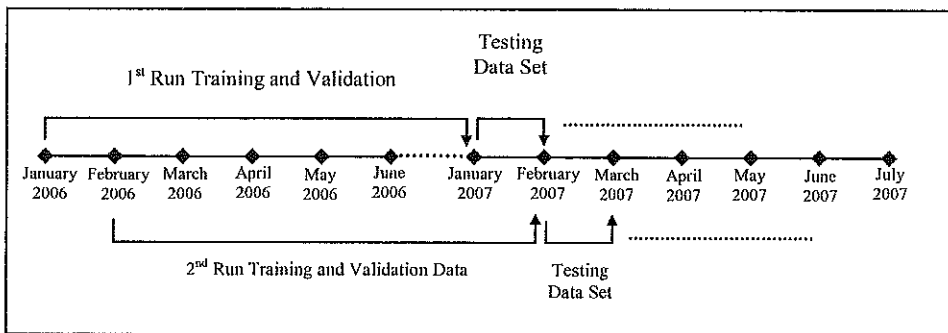 Testing
Data Set
1st Run Training and Validation
January
2006
February
2006
March
2006
April
2006
May
2006
June
2006
January
2007
February
2007
March
2007
April
2007
May
2007
June
2007
July
2007
2nd Run Training and Validation Data
Testing
Data Set